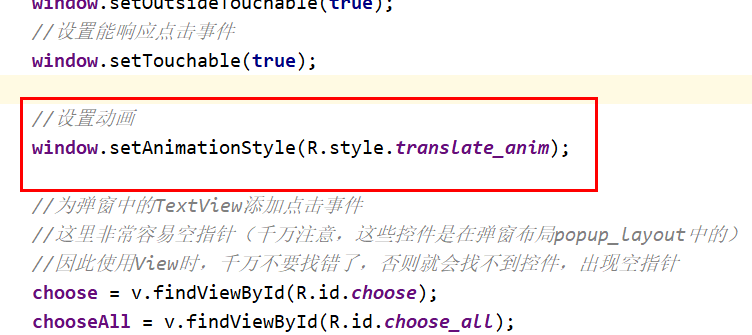 window.setOutsideTouchable(true);
//设置能响应点击事件
window.setTouchable(true);
//设置动画
window.setAnimationStyle(R.style.translate_anim);
//为弹窗中的TextView添加点击事件
//这里非常容易空指针（千万注意，这些控件是在弹窗布局popup_layout中的）
//因此使用View时，千万不要找错了，否则就会找不到控件，出现空指针
choose = v.findViewById(R.id.choose);
chooseAll = v.findViewById(R.id.choose_all);